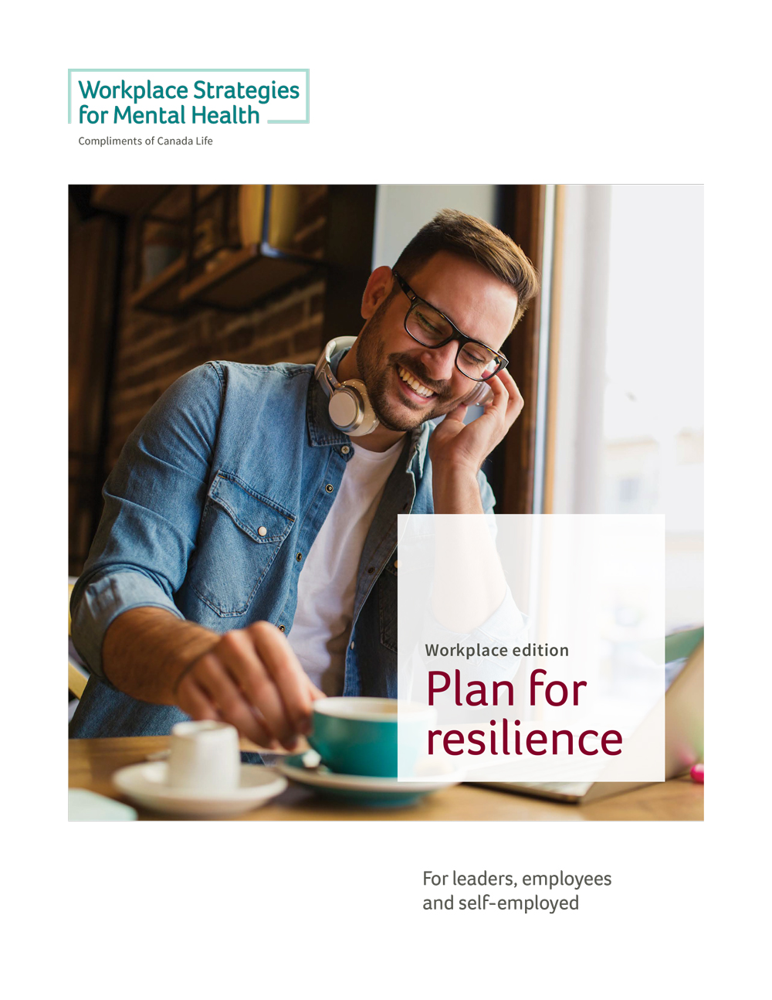 Workplace Strategies
for Mental Health
Compliments of Canada Life
Workplace edition
Plan for
resilience
For leaders, employees
and self-employed